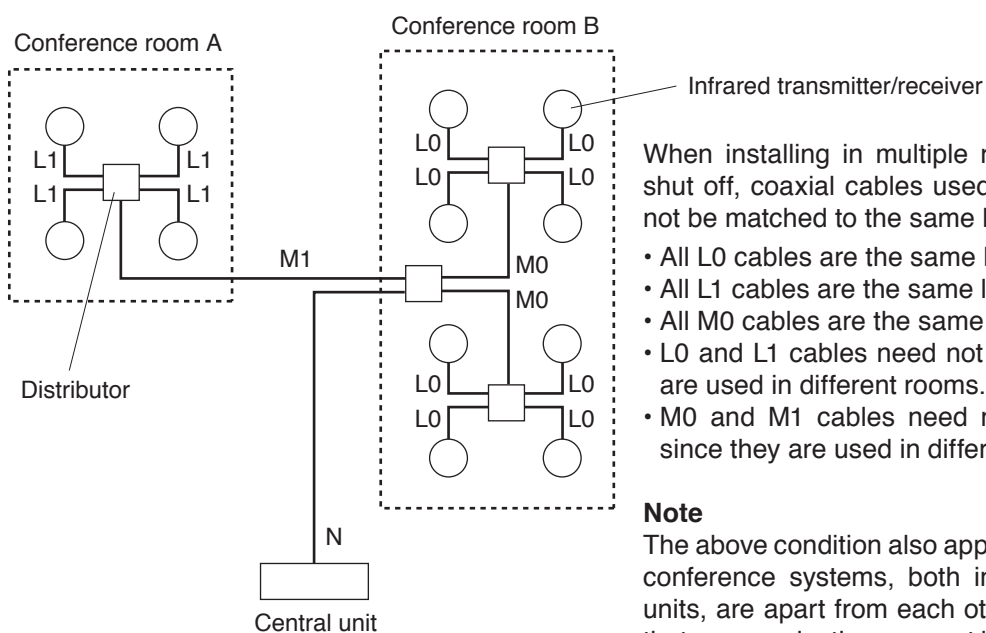 Conference room A
Conference room B
Infrared transmitter/receiver
L1
L1
L1
L1
L0
L0
L0
L0
M1
M0
M0
L0
L0
L0
L0
Distributor
N
Central unit
When installing in multiple
shut off, coaxial cables used
not be matched to the same
• All L0 cables are the same
• All L1 cables are the same
• All M0 cables are the same
• L0 and L1 cables need not
are used in different rooms.
• M0 and M1 cables need
since they are used in
Note
The above condition also
conference systems, both
units, are apart from each